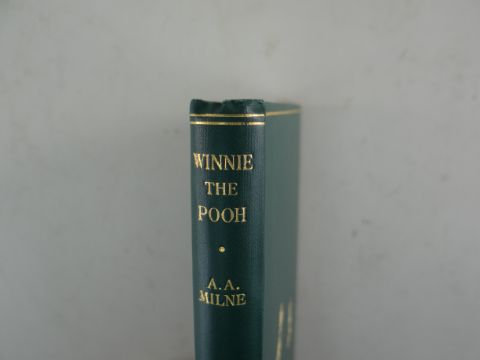 WINNIE
THE
POOH
A.A.
MILNE